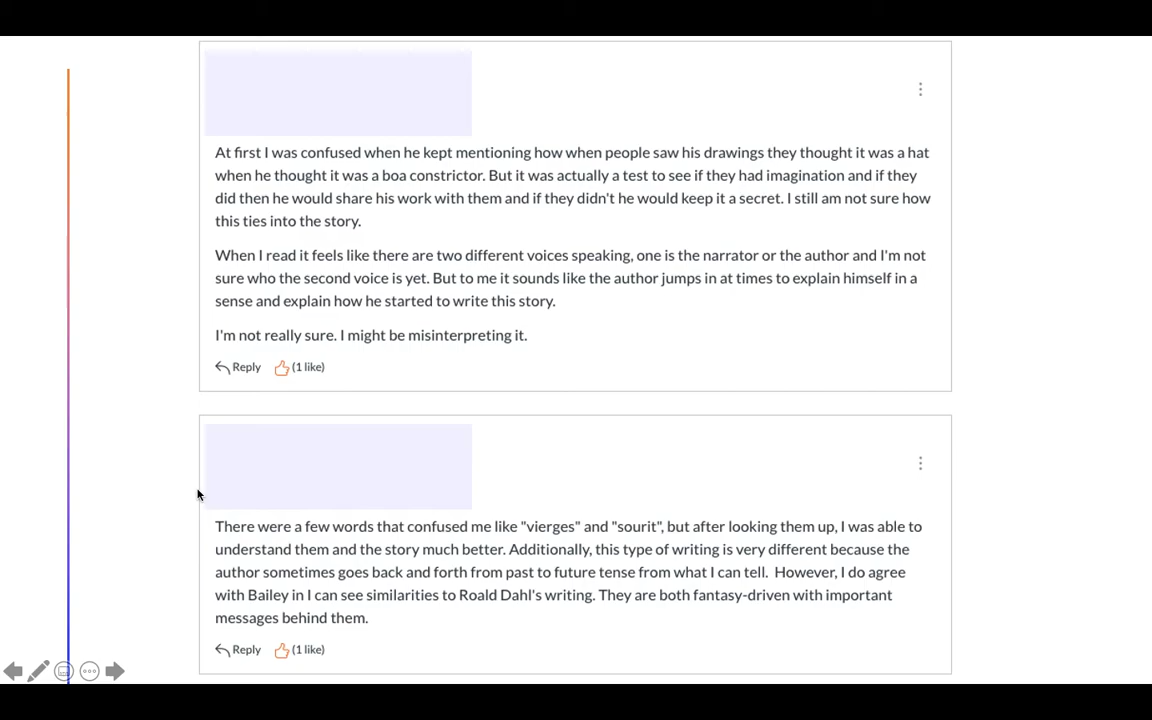 At first I was confused when he kept mentioning how when people saw his drawings they thought it was a hat
when he thought it was a boa constrictor. But it was actually a test to see if they had imagination and if they
did then he would share his work with them and if they didn't he would keep it a secret. I still am not sure how
this ties into the story.
When I read it feels like there are two different voices speaking, one is the narrator or the author and I'm not
sure who the second voice is yet. But to me it sounds like the author jumps in at times to explain himself in a
sense and explain how he started to write this story.
I'm not really sure. I might be misinterpreting it.
Reply (1 like)
There were a few words that confused me like "vierges" and "sourit", but after looking them up, I was able to
understand them and the story much better. Additionally, this type of writing is very different because the
author sometimes goes back and forth from past to future tense from what I can tell.  However, I do agree
with Bailey in I can see similarities to Roald Dahl's writing. They are both fantasy-driven with important
messages behind them.
Reply (1 like)